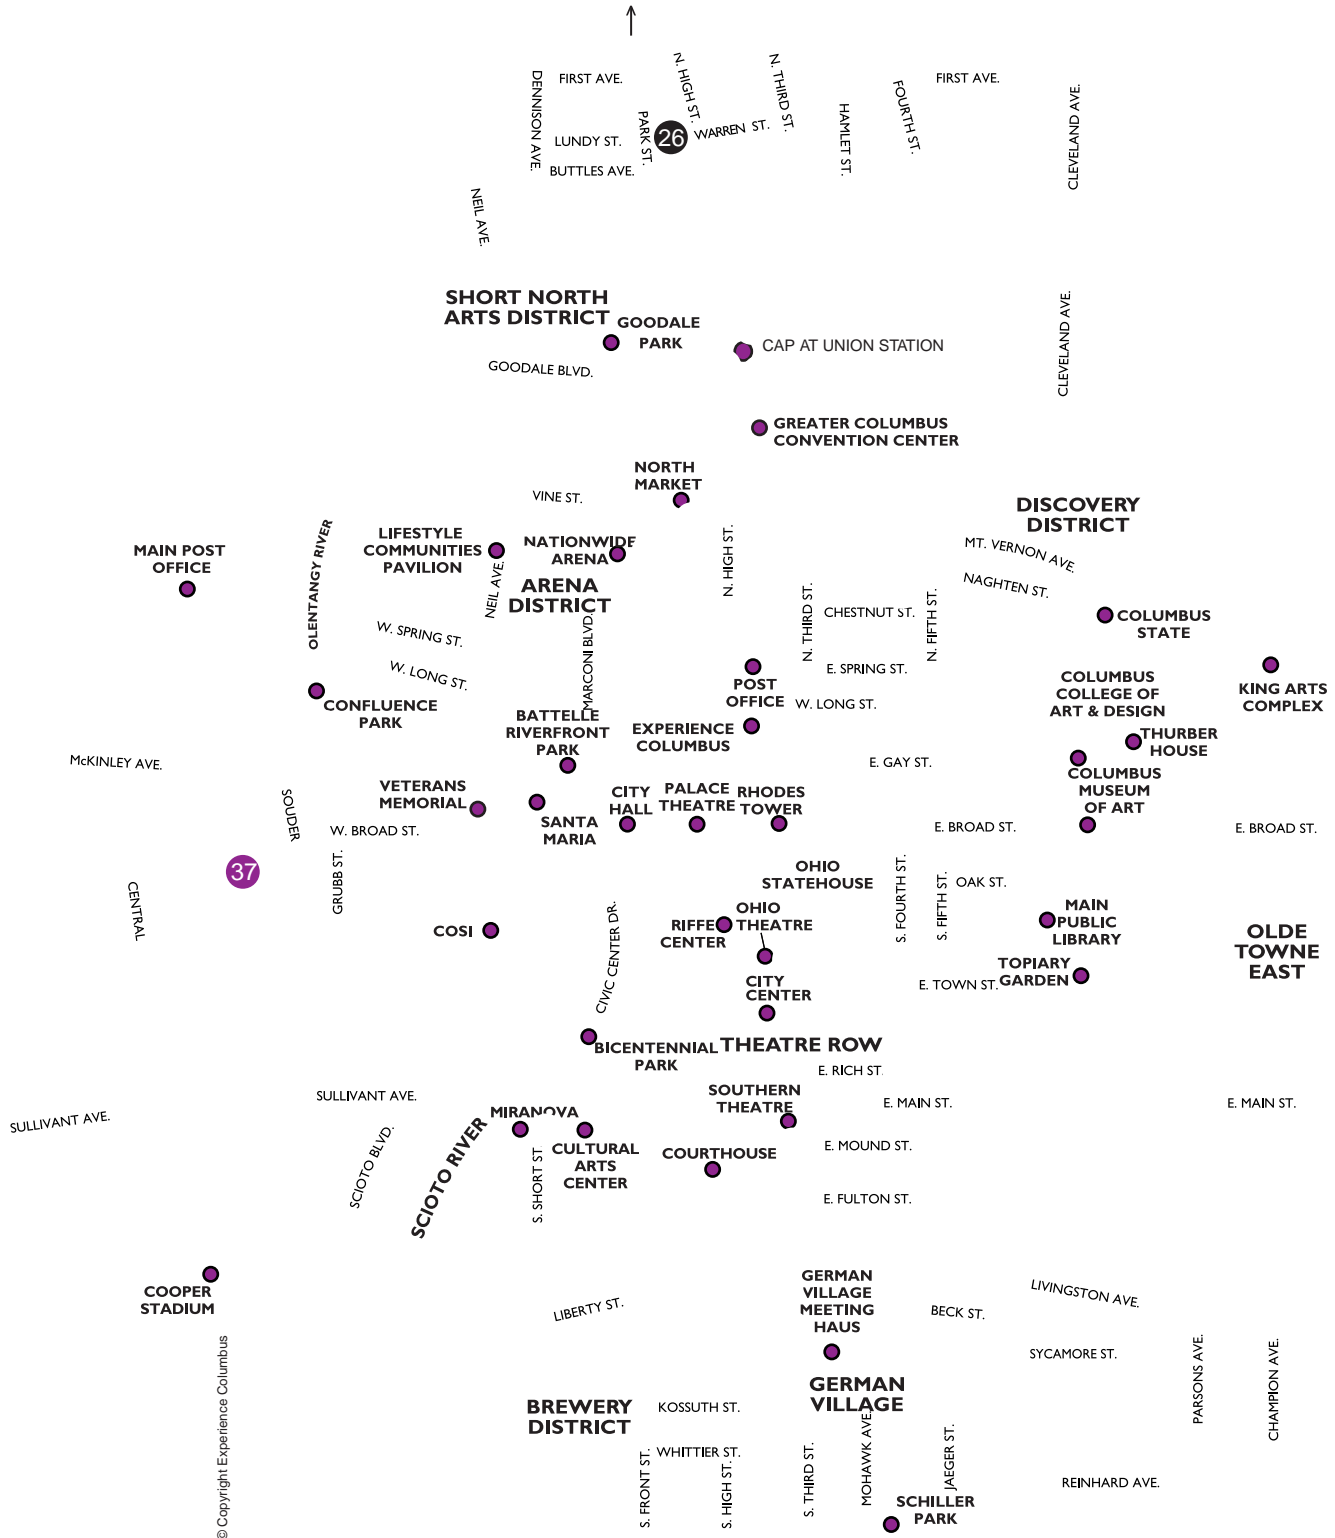 FIRST AVE.
DENNISON AVE.
N. HIGH ST.
N. THIRD ST.
FOURTH ST.
FIRST AVE.
CLEVELAND AVE.
LUNDY ST.
PARK ST.
26
WARREN ST.
HAMLET ST.
BUTTLES AVE.
NEIL AVE.
SHORT NORTH
ARTS DISTRICT
GOODALE
PARK
CAP AT UNION STATION
CLEVELAND AVE.
GOODALE BLVD.
GREATER COLUMBUS
CONVENTION CENTER
NORTH
MARKET
VINE ST.
DISCOVERY
DISTRICT
OLENTANGY RIVER
LIFESTYLE
COMMUNITIES
PAVILION
NATIONWIDE
ARENA
N. HIGH ST.
MT. VERNON AVE.
MAIN POST
OFFICE
NEIL AVE.
ARENA
DISTRICT
NAGHTEN ST.
N. THIRD ST.
CHESTNUT ST.
N. FIFTH ST.
COLUMBUS
STATE
W. SPRING ST.
MARCONI BLVD.
W. LONG ST.
POST
OFFICE
E. SPRING ST.
COLUMBUS
COLLEGE OF
ART & DESIGN
KING ARTS
COMPLEX
CONFLUENCE
PARK
BATTELLE
RIVERFRONT
PARK
EXPERIENCE
COLUMBUS
W. LONG ST.
THURBER
HOUSE
McKINLEY AVE.
E. GAY ST.
COLUMBUS
MUSEUM
OF ART
SOUDER
VETERANS
MEMORIAL
SANTA
MARIA
CITY
HALL
PALACE
THEATRE
RHODES
TOWER
W. BROAD ST.
E. BROAD ST.
E. BROAD ST.
37
GRUBB ST.
CENTRAL
OHIO
STATEHOUSE
S. FOURTH ST.
S. FIFTH ST.
OAK ST.
COSI
CIVIC CENTER DR.
RIFFE
CENTER
OHIO
THEATRE
MAIN
PUBLIC
LIBRARY
OLDE
TOWNE
EAST
CITY
CENTER
E. TOWN ST.
TOPIARY
GARDEN
BICENTENNIAL
PARK
THEATRE ROW
E. RICH ST.
SULLIVANT AVE.
SULLIVANT AVE.
SCIOTO BLVD.
SCIOTO RIVER
MIRANOVA
S. SHORT ST.
CULTURAL
ARTS
CENTER
SOUTHERN
THEATRE
E. MAIN ST.
E. MAIN ST.
COURTHOUSE
E. MOUND ST.
E. FULTON ST.
COOPER
STADIUM
LIBERTY ST.
GERMAN
VILLAGE
MEETING
HAUS
BECK ST.
LIVINGSTON AVE.
SYCAMORE ST.
PARSONS AVE.
CHAMPION AVE.
© Copyright Experience Columbus
BREWERY
DISTRICT
KOSSUTH ST.
GERMAN
VILLAGE
WHITTIER ST.
S. FRONT ST.
S. HIGH ST.
S. THIRD ST.
MOHAWK AVE.
JAEGER ST.
REINHARD AVE.
SCHILLER
PARK